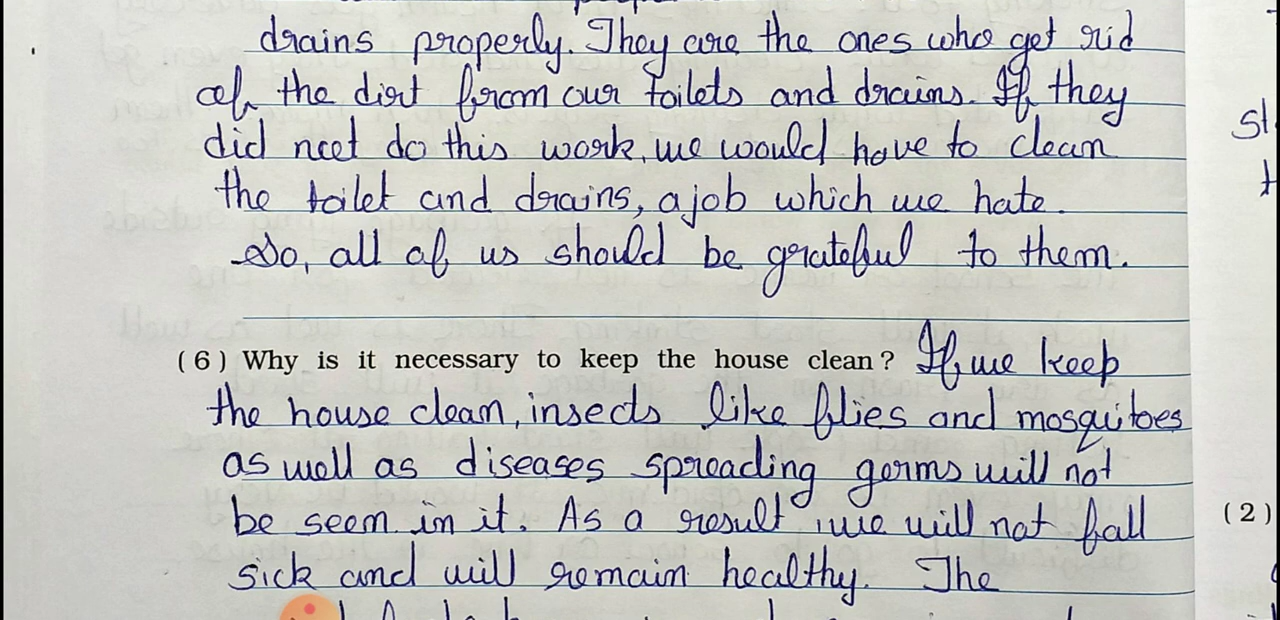 drains properly. They are the ones who get rid
of the dirt from our toilets and drains. If they
did not do this work, we would have to clean
the toilet and drains, a job which we hate.
So, all of us should be grateful to them.
(6) Why is it necessary to keep the house clean? If we keep
the house clean, insects like flies and mosquitoes
as well as diseases spreading germs will not
be seem in it. As a result, we will not fall
(2)
sick and will remain healthy. The